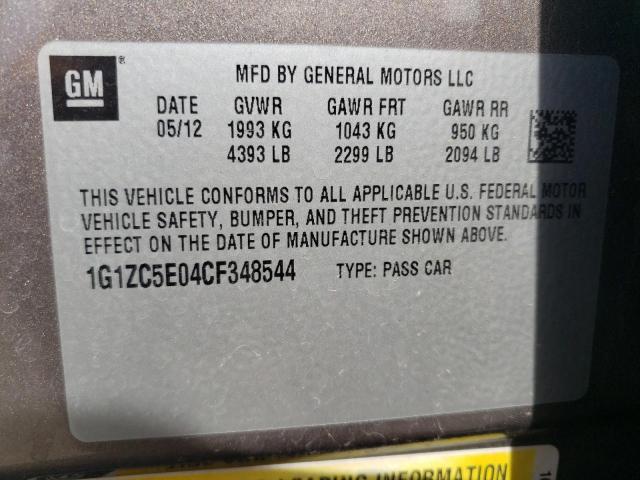 GM
®
MFD BY GENERAL MOTORS LLC
DATE GVWR GAWR FRT GAWR RR
05/12 1993 KG 1043 KG 950 KG
4393 LB 2299 LB 2094 LB
THIS VEHICLE CONFORMS TO ALL APPLICABLE U.S. FEDERAL MOTOR
VEHICLE SAFETY, BUMPER, AND THEFT PREVENTION STANDARDS IN
EFFECT ON THE DATE OF MANUFACTURE SHOWN ABOVE.
1G1ZC5E04CF348544 TYPE: PASS CAR
LOADING INFORMATION